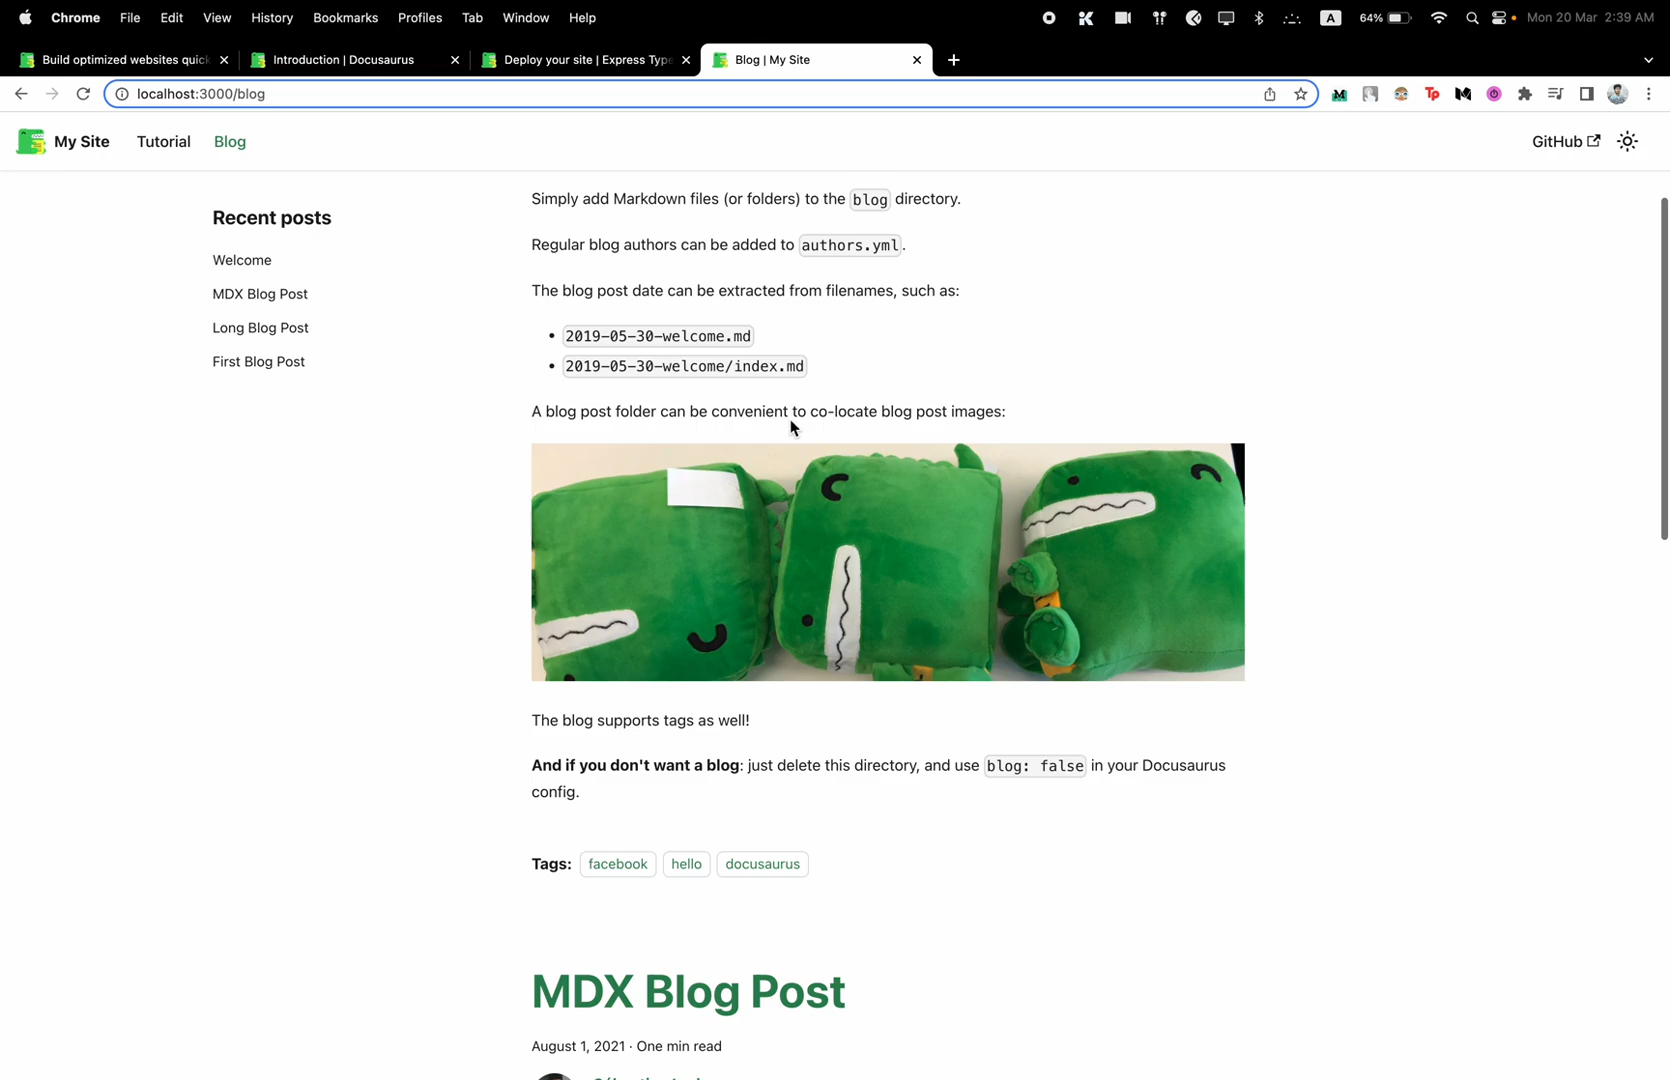 Chrome File Edit View History Bookmarks Profiles Tab Window Help A 64% Mon 20 Mar 2:39 AM
Build optimized websites quic Introduction | Docusaurus Deploy your site | Express Type Blog | My Site
localhost:3000/blog
My Site Tutorial Blog GitHub
Simply add Markdown files (or folders) to the blog directory.
Recent posts
Regular blog authors can be added to authors.yml.
Welcome
MDX Blog Post
The blog post date can be extracted from filenames, such as:
Long Blog Post
• 2019-05-30-welcome.md
First Blog Post
• 2019-05-30-welcome/index.md
A blog post folder can be convenient to co-locate blog post images:
The blog supports tags as well!
And if you don't want a blog: just delete this directory, and use blog: false in your Docusaurus
config.
Tags: facebook hello docusaurus
MDX Blog Post
August 1, 2021 · One min read